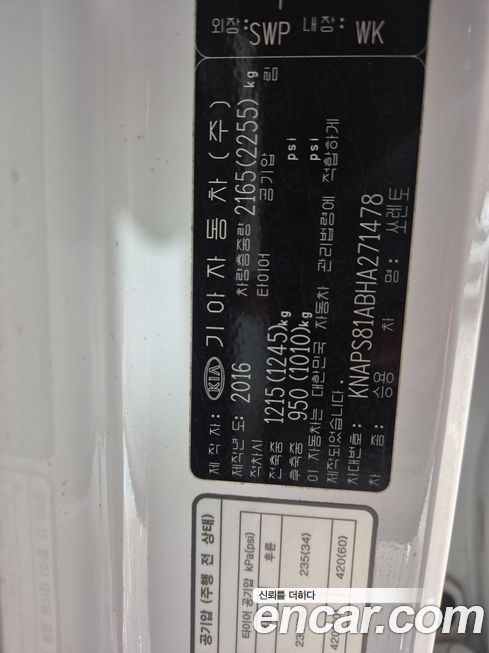 외장: SWP 내장: WK
제 작 자: KIA 기아자동차(주)
제작년도: 2016 차량총중량 2165(2255)kg
적차시 타이어 공기압 림
전축중 1215(1245)kg psi
후축중 950(1010)kg psi
이 자동차는 대한민국 자동차 관리법령에 적합하게
제작되었습니다.
차대번호: KNAPS81ABHA271478
차 종: 승용 차 명: 쏘렌토
공기압 (주행 전 상태)
타이어 공기압 kPa(psi)
후륜
235(34)
420(60)
신뢰를 더하다
encar.com